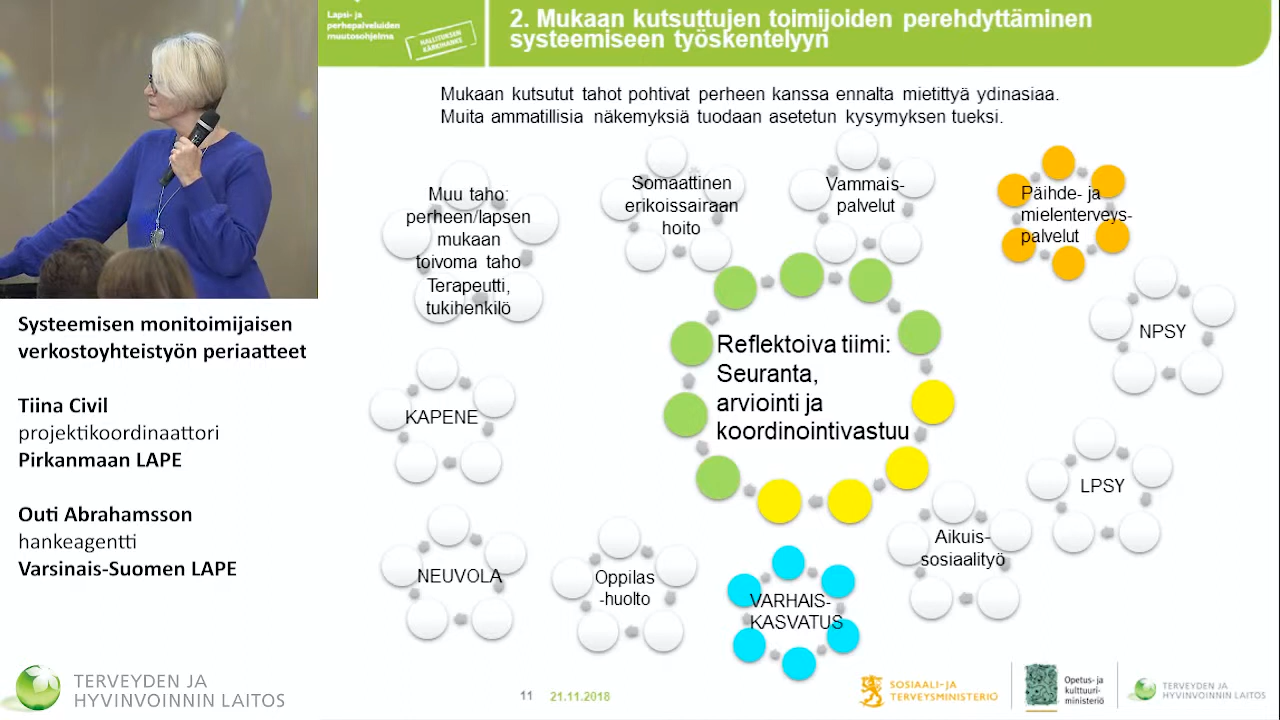 Lapsi- ja
perhepalveluiden
muutosohjelma
HALLITUKSEN
KÄRKIHANKE
2. Mukaan kutsuttujen toimijoiden perehdyttäminen
systeemiseen työskentelyyn
Mukaan kutsutut tahot pohtivat perheen kanssa ennalta mietittyä ydinasiaa.
Muita ammatillisia näkemyksiä tuodaan asetetun kysymyksen tueksi.
Muu taho:
perheen/lapsen
mukaan
toivoma taho
Terapeutti,
tukihenkilö
Somaattinen
erikoissairaan
hoito
Vammais-
palvelut
Päihde- ja
mielenterveys-
palvelut
NPSY
Reflektoiva tiimi:
Seuranta,
arviointi ja
koordinointivastuu
KAPENE
LPSY
NEUVOLA
Oppilas
-huolto
VARHAIS-
KASVATUS
Aikuis-
sosiaalityö
Systeemisen monitoimijaisen
verkostoyhteistyön periaatteet
Tiina Civil
projektikoordinaattori
Pirkanmaan LAPE
Outi Abrahamsson
hankeagentti
Varsinais-Suomen LAPE
TERVEYDEN JA
HYVINVOINNIN LAITOS
11 21.11.2018
SOSIAALI- JA
TERVEYSMINISTERIÖ
Opetus- ja
kulttuuri-
ministeriö
TERVEYDEN JA
HYVINVOINNIN LAITOS